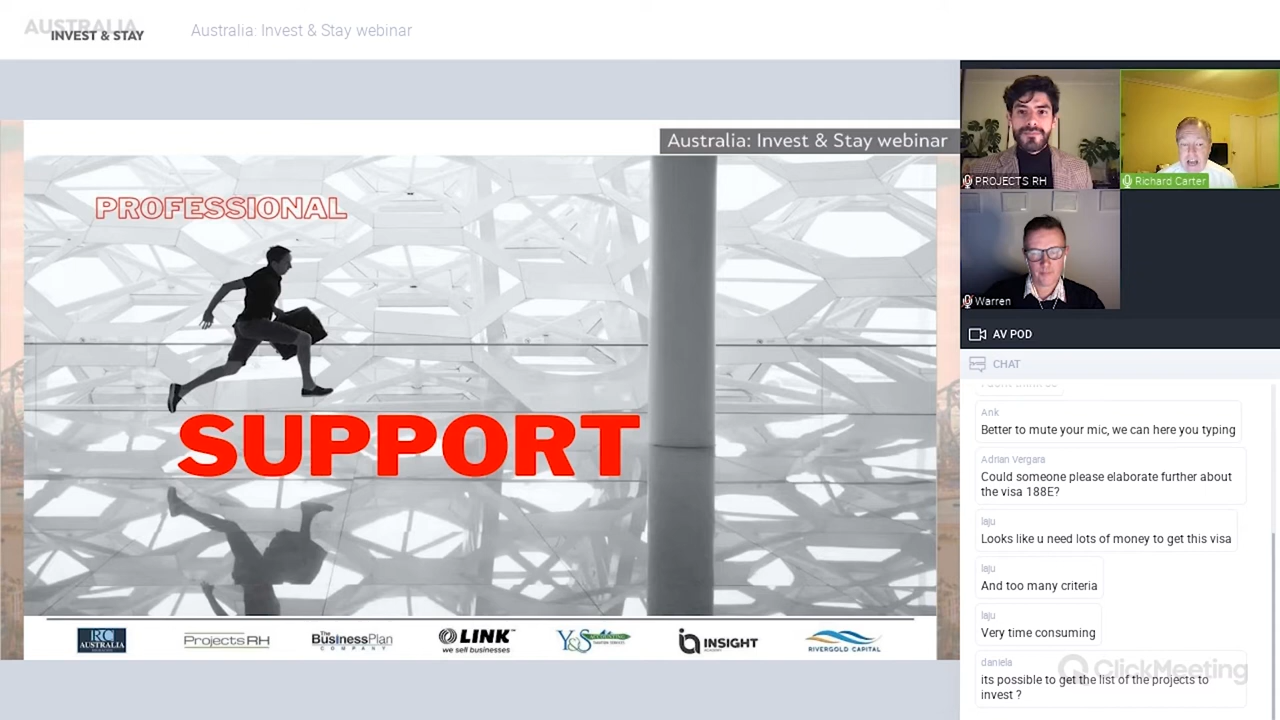 AUSTRALIA
INVEST & STAY
Australia: Invest & Stay webinar
Australia: Invest & Stay webinar
PROFESSIONAL
SUPPORT
RC
AUSTRALIA
ProjectsRH
The
BusinessPlan
COMPANY
LINK
we sell businesses
Y&S ACCOUNTING
INSIGHT
RIVERGOLD CAPITAL
PROJECTS RH
Richard Carter
Warren
AV POD
CHAT
Ank
Better to mute your mic, we can here you typing
Adrian Vergara
Could someone please elaborate further about
the visa 188E?
laju
Looks like u need lots of money to get this visa
laju
And too many criteria
laju
Very time consuming
daniela
its possible to get the list of the projects to
invest ?
ClickMeeting